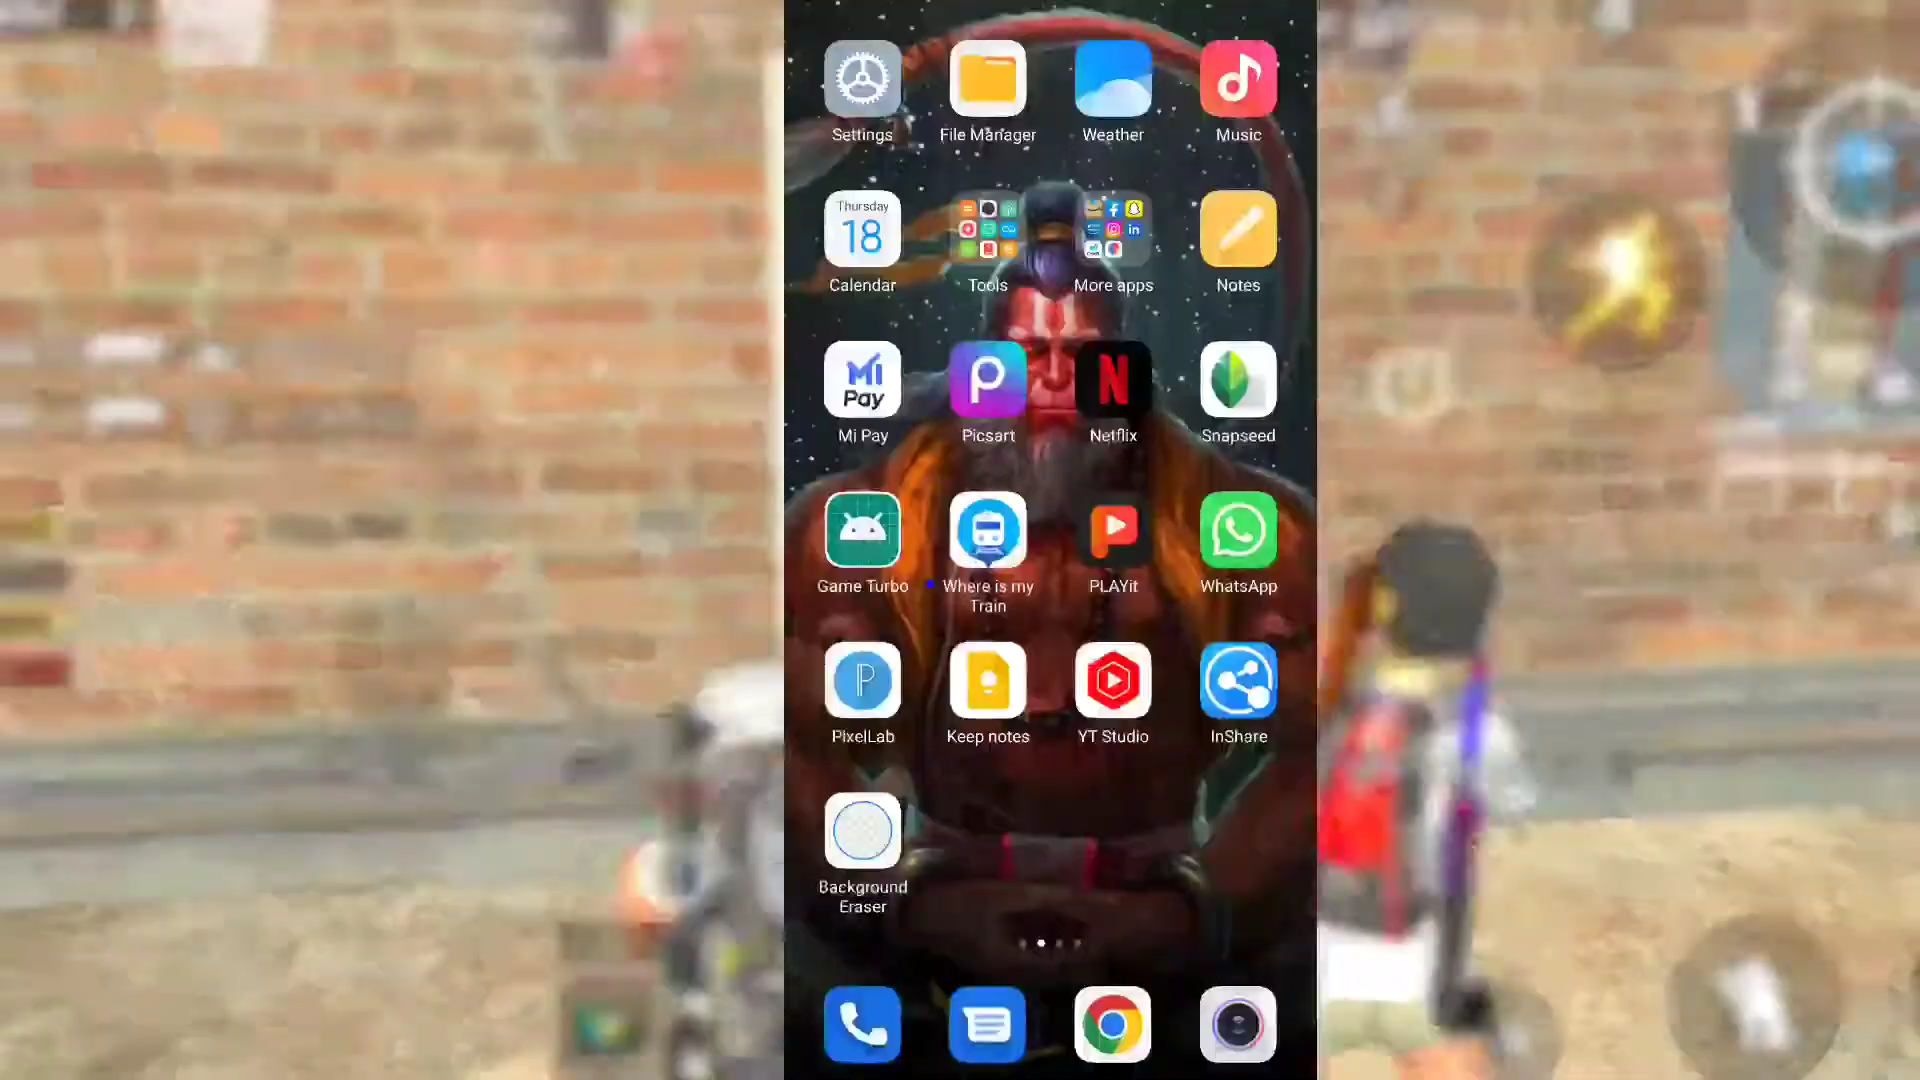 Settings
File Manager
Weather
Music
Thursday
18
Calendar
Tools
More apps
Notes
Mi
Pay
P
N
Mi Pay
Picsart
Netflix
Snapseed
Game Turbo
Where is my
Train
PLAYit
WhatsApp
P
PixelLab
Keep notes
YT Studio
InShare
Background
Eraser